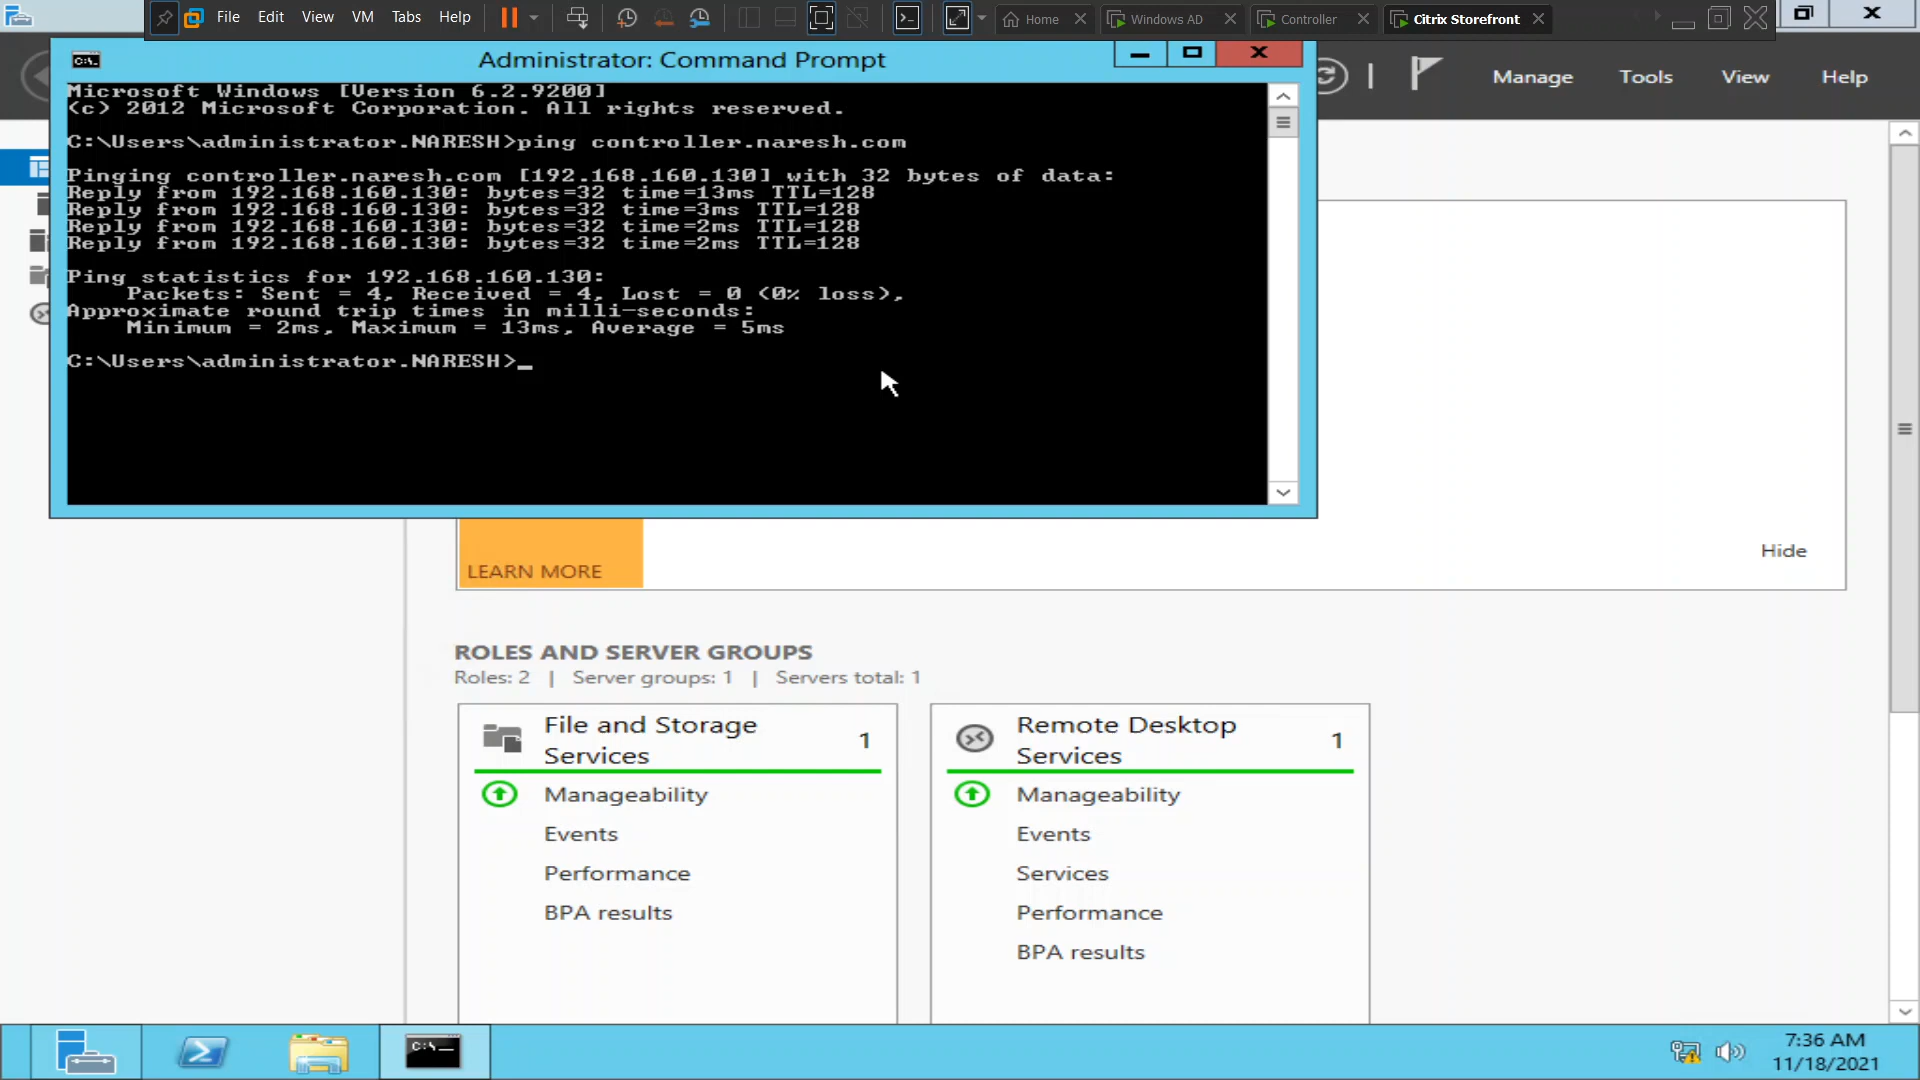 File Edit View VM Tabs Help
Home
Windows AD
Controller
Citrix Storefront
Administrator: Command Prompt
Manage Tools View Help
Microsoft Windows [Version 6.2.9200]
(c) 2012 Microsoft Corporation. All rights reserved.
C:\Users\administrator.NARESH>ping controller.naresh.com
Pinging controller.naresh.com [192.168.160.130] with 32 bytes of data:
Reply from 192.168.160.130: bytes=32 time=13ms TTL=128
Reply from 192.168.160.130: bytes=32 time=3ms TTL=128
Reply from 192.168.160.130: bytes=32 time=2ms TTL=128
Reply from 192.168.160.130: bytes=32 time=2ms TTL=128
Ping statistics for 192.168.160.130:
Packets: Sent = 4, Received = 4, Lost = 0 (0% loss),
Approximate round trip times in milli-seconds:
Minimum = 2ms, Maximum = 13ms, Average = 5ms
C:\Users\administrator.NARESH>_
Hide
LEARN MORE
ROLES AND SERVER GROUPS
Roles: 2 | Server groups: 1 | Servers total: 1
File and Storage
Services
1
Manageability
Events
Performance
BPA results
Remote Desktop
Services
1
Manageability
Events
Services
Performance
BPA results
7:36 AM
11/18/2021